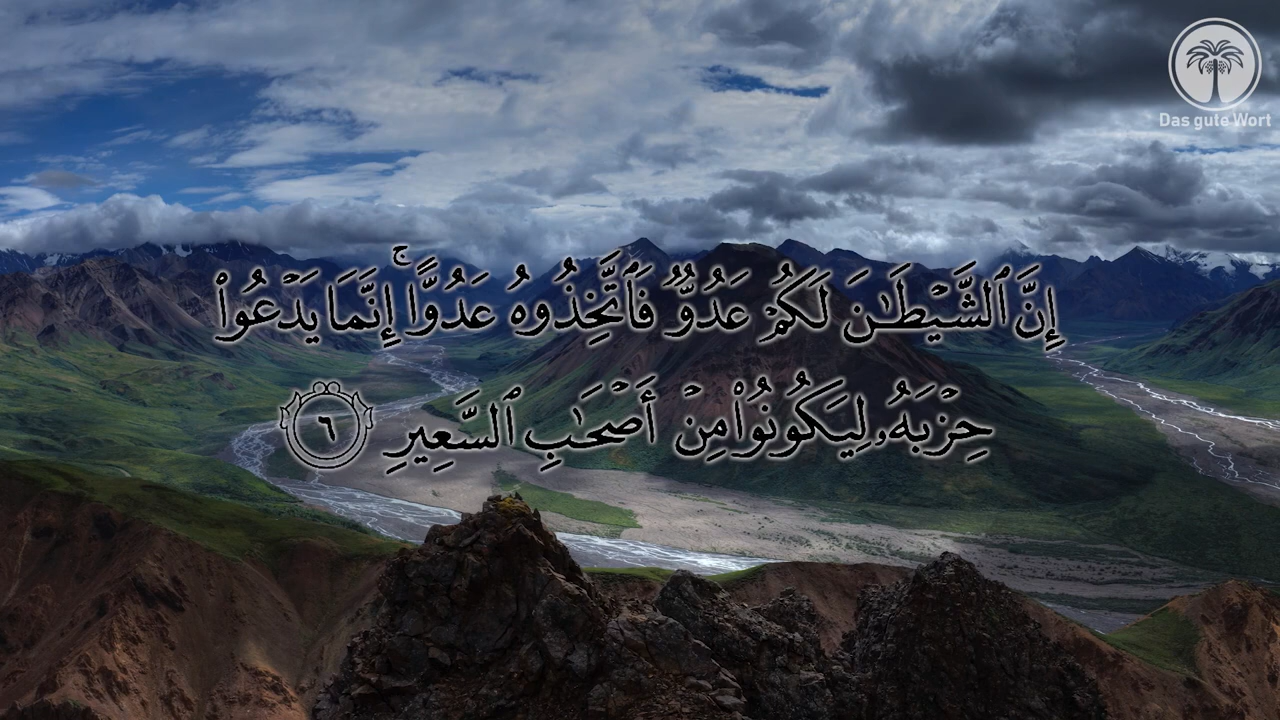 Das gute Wort
إِنَّ ٱلشَّيْطَـٰنَ لَكُمْ عَدُوٌّ فَٱتَّخِذُوهُ عَدُوًّا ۚ إِنَّمَا يَدْعُوا۟
حِزْبَهُۥ لِيَكُونُوا۟ مِنْ أَصْحَـٰبِ ٱلسَّعِيرِ ٦